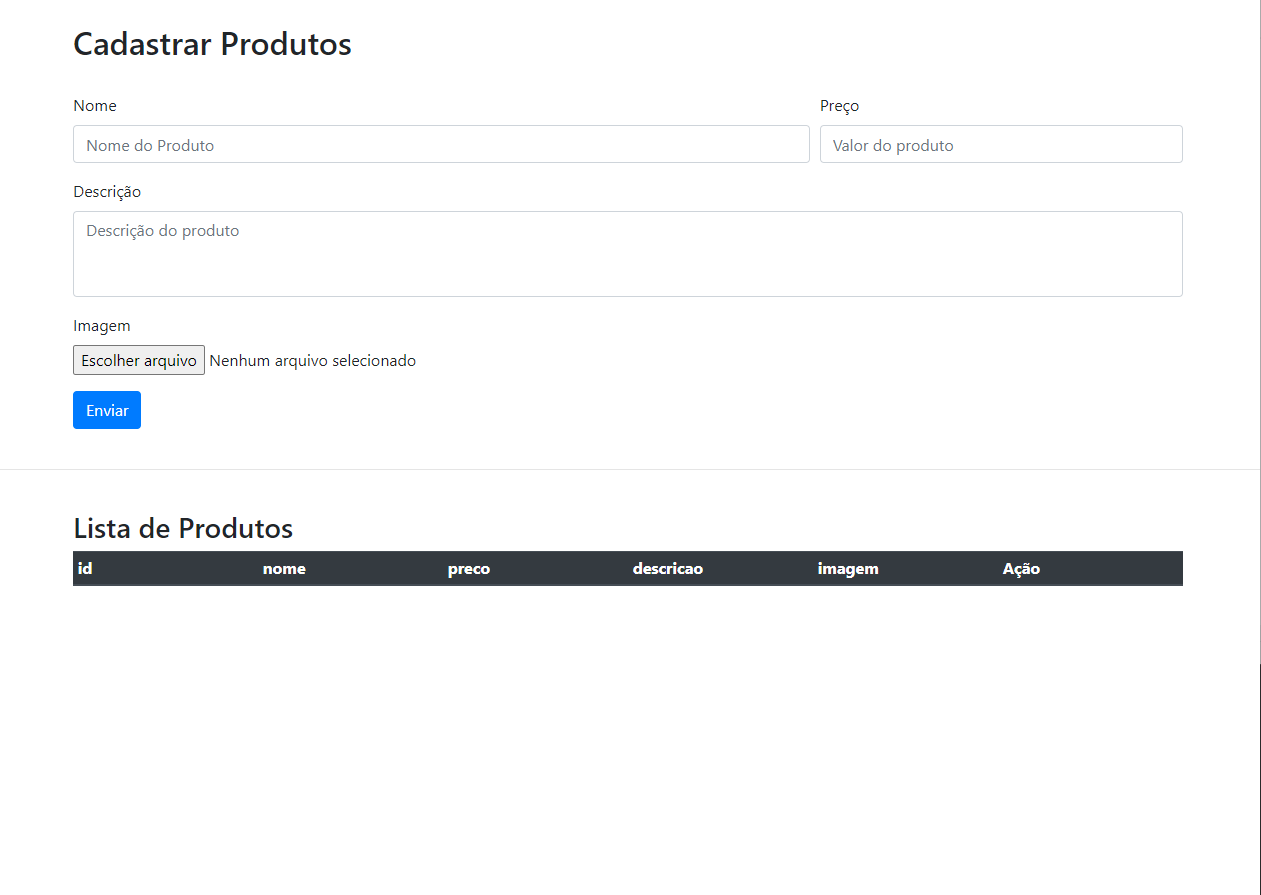 Cadastrar Produtos
Nome Preço
Nome do Produto Valor do produto
Descrição
Descrição do produto
Imagem
Escolher arquivo Nenhum arquivo selecionado
Enviar
Lista de Produtos
id nome preco descricao imagem Ação